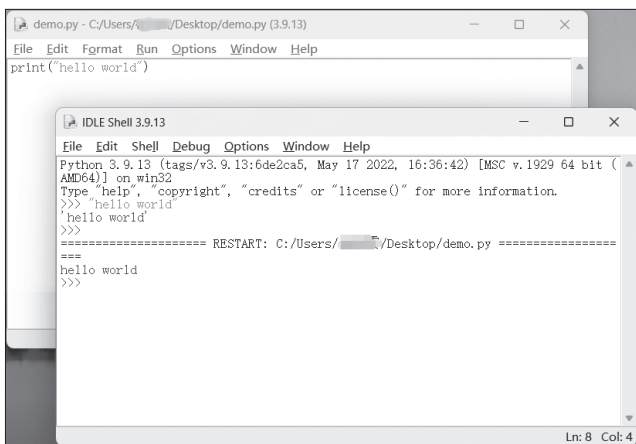 demo.py - C:/Users/ /Desktop/demo.py (3.9.13)
File Edit Format Run Options Window Help
print("hello world")
IDLE Shell 3.9.13
File Edit Shell Debug Options Window Help
Python 3.9.13 (tags/v3.9.13:6de2ca5, May 17 2022, 16:36:42) [MSC v.1929 64 bit (
AMD64)] on win32
Type "help", "copyright", "credits" or "license()" for more information.
>>> "hello world"
'hello world'
>>>
===================== RESTART: C:/Users/ /Desktop/demo.py =================
===
hello world
>>>
Ln: 8 Col: 4